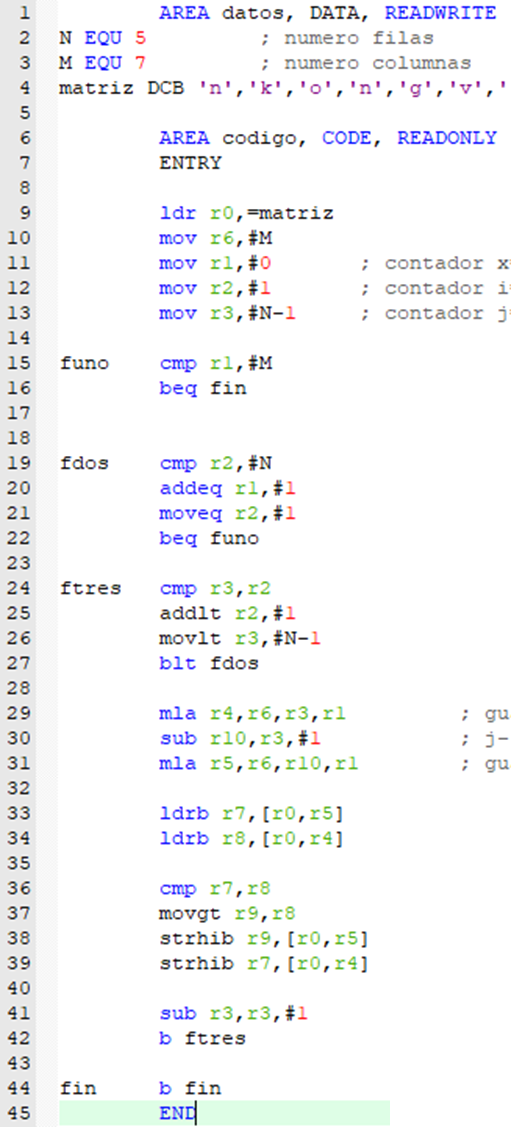 1 AREA datos, DATA, READWRITE
2 N EQU 5 ; numero filas
3 M EQU 7 ; numero columnas
4 matriz DCB 'n','k','o','n','g','v','
5
6 AREA codigo, CODE, READONLY
7 ENTRY
8
9 ldr r0,=matriz
10 mov r6,#M
11 mov r1,#0 ; contador x
12 mov r2,#1 ; contador i=
13 mov r3,#N-1 ; contador j=
14
15 funo cmp r1,#M
16 beq fin
17
18
19 fdos cmp r2,#N
20 addeq r1,#1
21 moveq r2,#1
22 beq funo
23
24 ftres cmp r3,r2
25 addlt r2,#1
26 movlt r3,#N-1
27 blt fdos
28
29 mla r4,r6,r3,r1 ; gu
30 sub r10,r3,#1 ; j-
31 mla r5,r6,r10,r1 ; gu
32
33 ldrb r7,[r0,r5]
34 ldrb r8,[r0,r4]
35
36 cmp r7,r8
37 movgt r9,r8
38 strhib r9,[r0,r5]
39 strhib r7,[r0,r4]
40
41 sub r3,r3,#1
42 b ftres
43
44 fin b fin
45 END